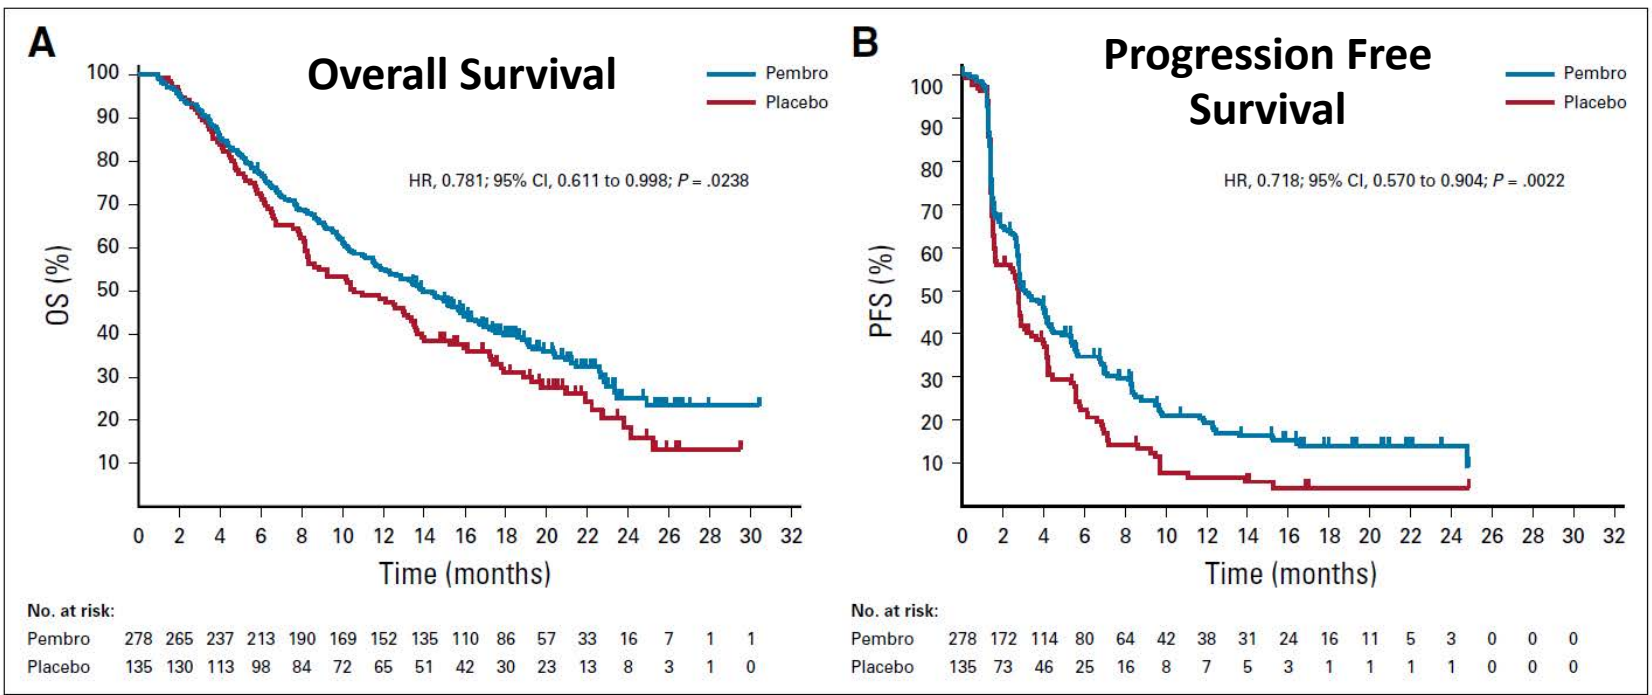 A
Overall Survival
Pembro
Placebo
HR, 0.781; 95% CI, 0.611 to 0.998; P = .0238
OS (%)
100
90
80
70
60
50
40
30
20
10
0 2 4 6 8 10 12 14 16 18 20 22 24 26 28 30 32
Time (months)
No. at risk:
Pembro 278 265 237 213 190 169 152 135 110 86 57 33 16 7 1 1
Placebo 135 130 113 98 84 72 65 51 42 30 23 13 8 3 1 0
B
Progression Free
Survival
Pembro
Placebo
HR, 0.718; 95% CI, 0.570 to 0.904; P = .0022
PFS (%)
100
90
80
70
60
50
40
30
20
10
0 2 4 6 8 10 12 14 16 18 20 22 24 26 28 30 32
Time (months)
No. at risk:
Pembro 278 172 114 80 64 42 38 31 24 16 11 5 3 0 0 0
Placebo 135 73 46 25 16 8 7 5 3 1 1 1 1 0 0 0